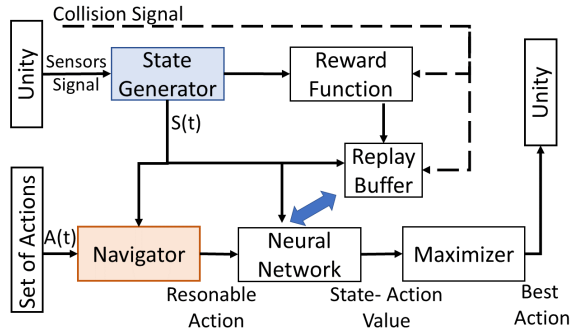 Collision Signal
Unity
Sensors
Signal
State
Generator
Reward
Function
Unity
S(t)
Replay
Buffer
Set of Actions
A(t)
Navigator
Neural
Network
Maximizer
Resonable
Action
State- Action
Value
Best
Action